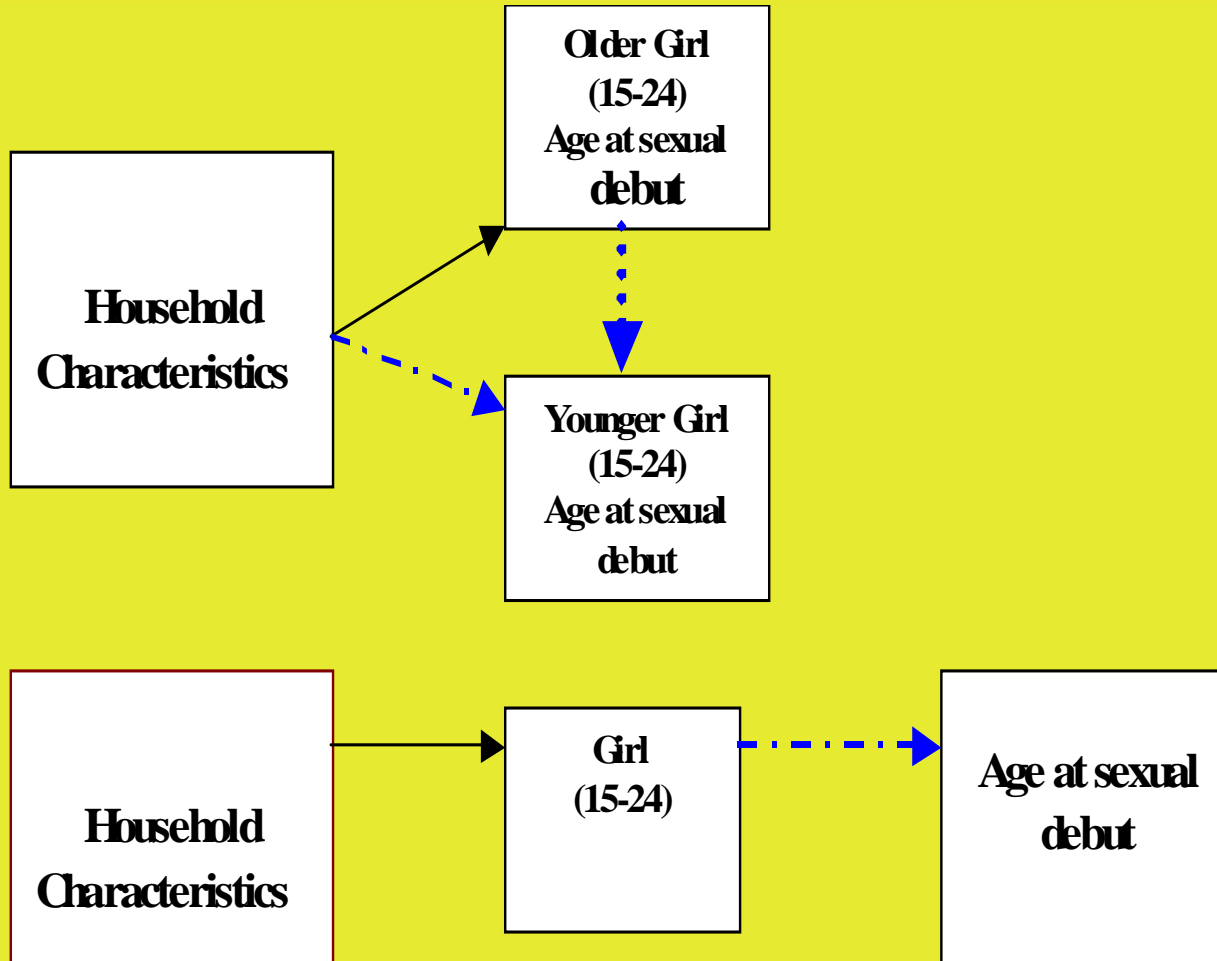 Older Girl
(15-24)
Age at sexual
debut
Household
Characteristics
Younger Girl
(15-24)
Age at sexual
debut
Household
Characteristics
Girl
(15-24)
Age at sexual
debut